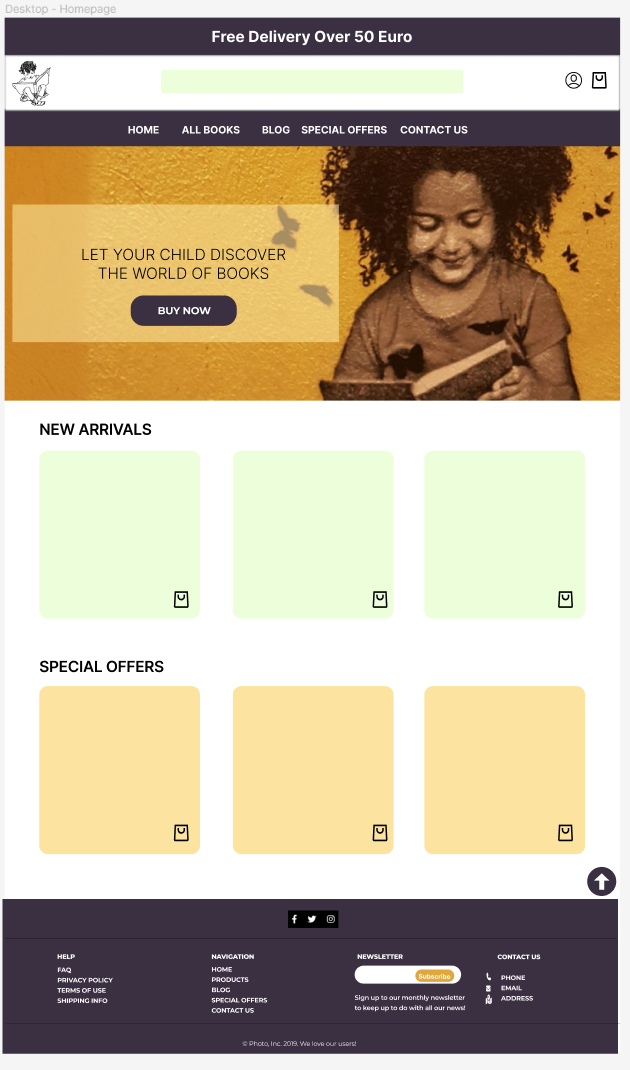 Desktop - Homepage
Free Delivery Over 50 Euro
HOME ALL BOOKS BLOG SPECIAL OFFERS CONTACT US
LET YOUR CHILD DISCOVER
THE WORLD OF BOOKS
BUY NOW
NEW ARRIVALS
SPECIAL OFFERS
HELP
FAQ
PRIVACY POLICY
TERMS OF USE
SHIPPING INFO
NAVIGATION
HOME
PRODUCTS
BLOG
SPECIAL OFFERS
CONTACT US
NEWSLETTER
Subscribe
Sign up to our monthly newsletter
to keep up to do with all our news!
CONTACT US
PHONE
EMAIL
ADDRESS
© Photo, Inc. 2019. We love our users!